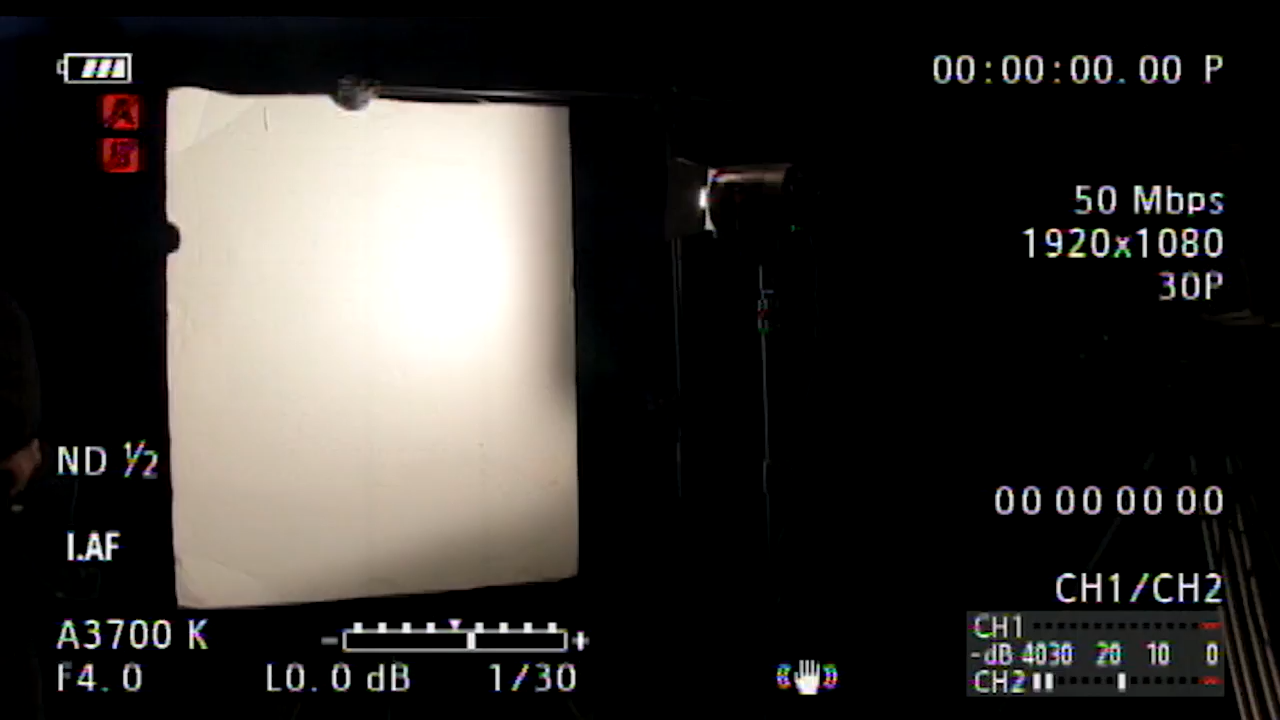 00:00:00.00 P
A
B
50 Mbps
1920x1080
30P
ND 1/2
I.AF
00 00 00 00
CH1/CH2
A3700 K
F4.0
L0.0 dB
1/30
- +
CH1
-dB 40 30 20 10 0
CH2